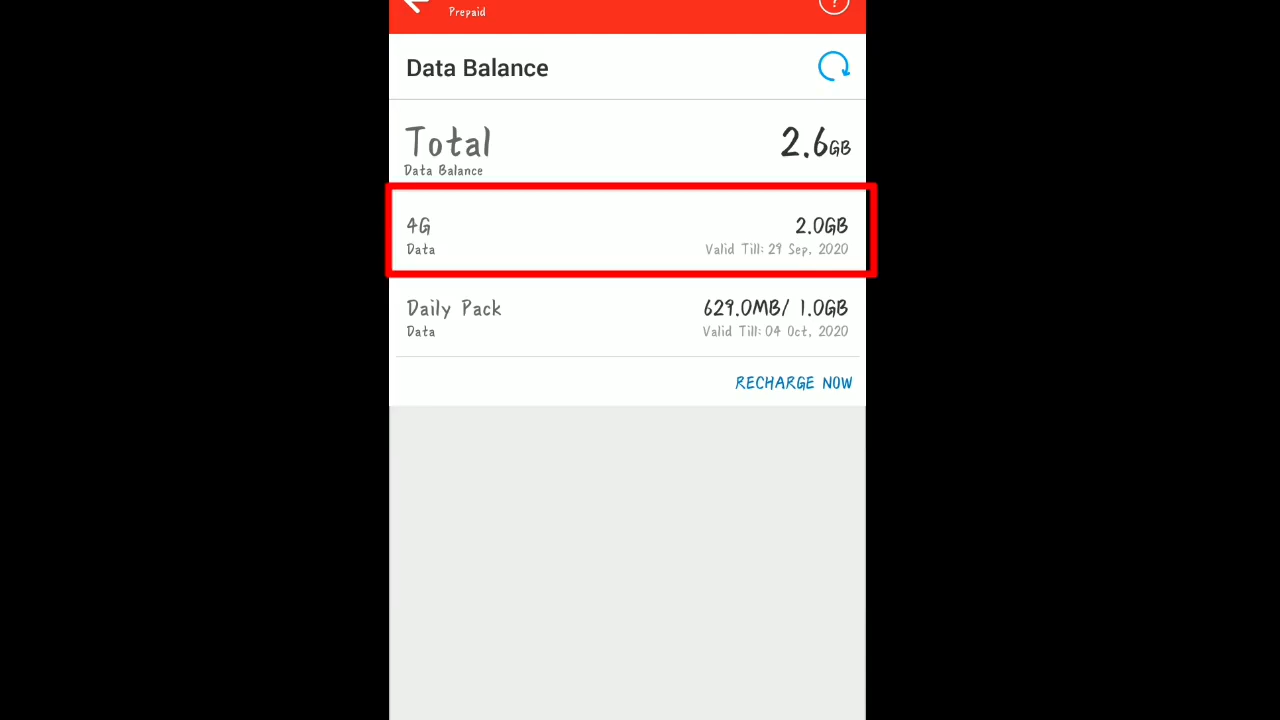 Prepaid
?
Data Balance
Total 2.6GB
Data Balance
4G 2.0GB
Data Valid Till: 29 Sep, 2020
Daily Pack 629.0MB/ 1.0GB
Data Valid Till: 04 Oct, 2020
RECHARGE NOW